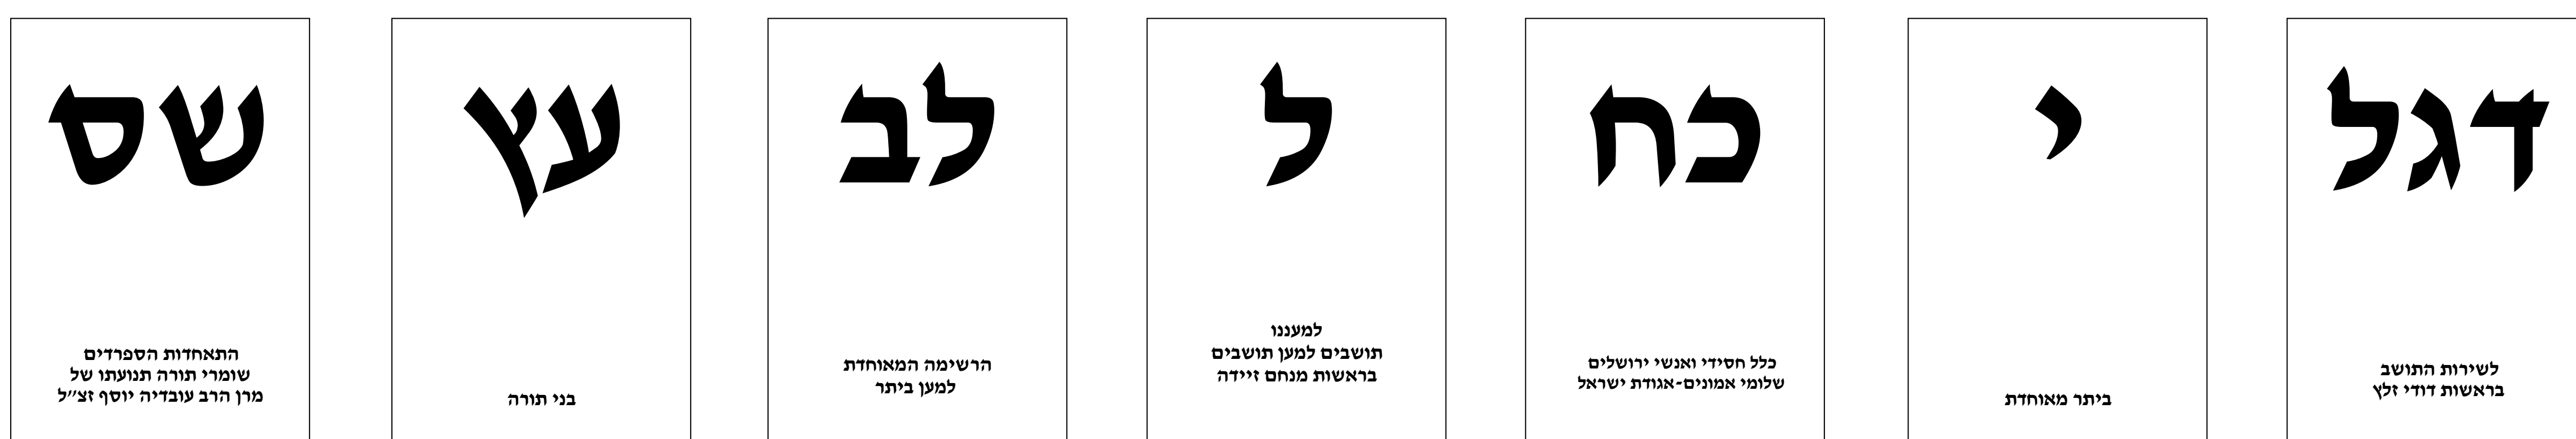 דגל
לשירות התושב
בראשות דודי זלץ
י
ביתר מאוחדת
כח
כלל חסידי ואנשי ירושלים
שלומי אמונים-אגודת ישראל
ל
למעננו
תושבים למען תושבים
בראשות מנחם זיידה
לב
הרשימה המאוחדת
למען ביתר
עץ
בני תורה
שס
התאחדות הספרדים
שומרי תורה תנועתו של
מרן הרב עובדיה יוסף זצ״ל